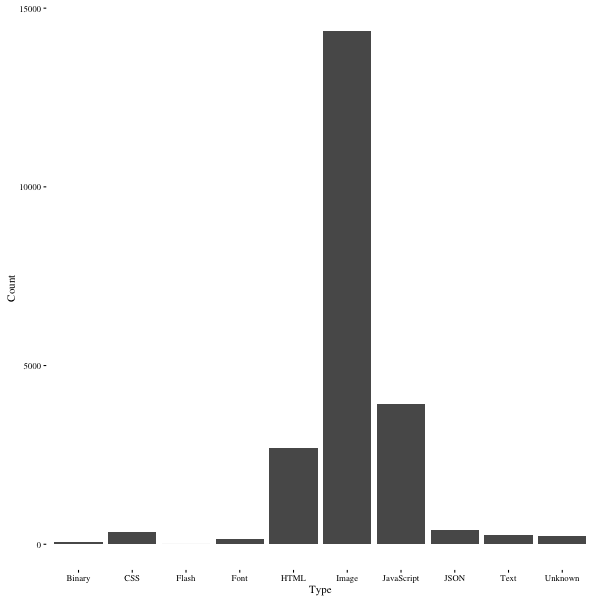 15000
10000
Count
5000
0
Binary CSS Flash Font HTML Image JavaScript JSON Text Unknown
Type